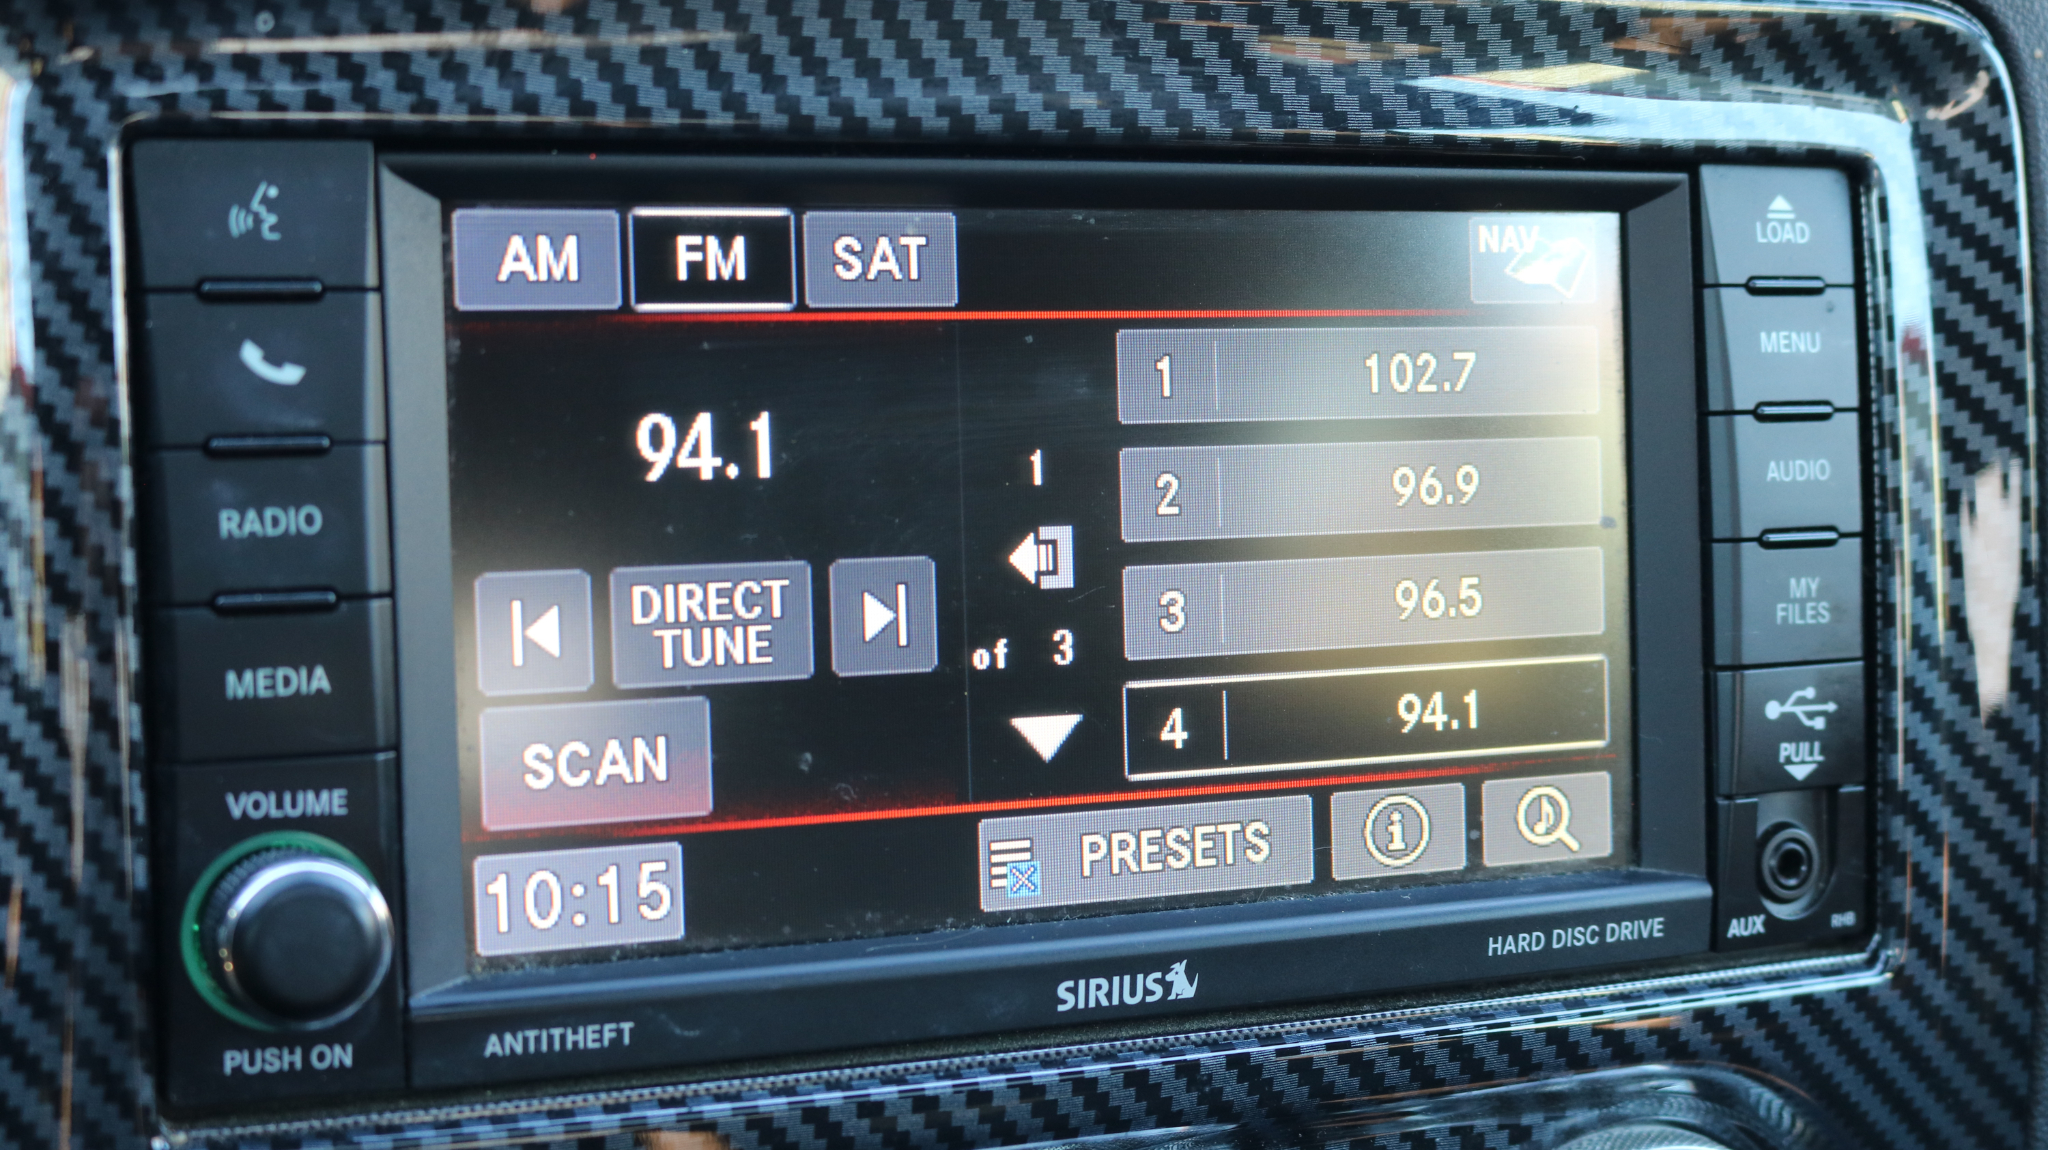 AM
FM
SAT
NAV
94.1
DIRECT
TUNE
SCAN
10:15
1
of 3
1 102.7
2 96.9
3 96.5
4 94.1
PRESETS
i
RADIO
MEDIA
VOLUME
PUSH ON
LOAD
MENU
AUDIO
MY
FILES
PULL
AUX
RHB
HARD DISC DRIVE
SIRIUS
ANTITHEFT